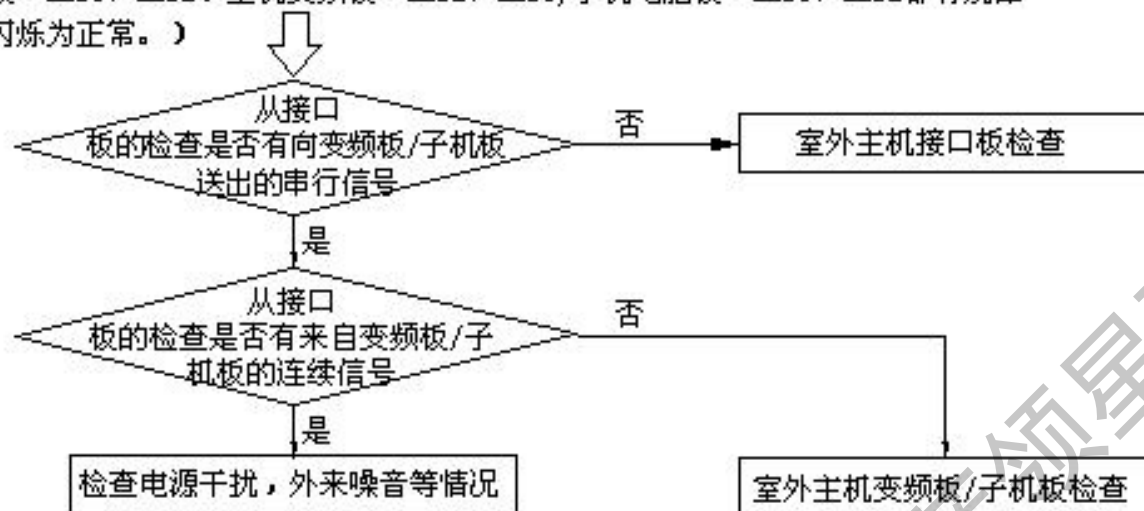 闪烁为正常。)
从接口
板的检查是否有向变频板/子机板
送出的串行信号
否
室外主机接口板检查
是
从接口
板的检查是否有来自变频板/子
机板的连续信号
否
是
检查电源干扰,外来噪音等情况
室外主机变频板/子机板检查